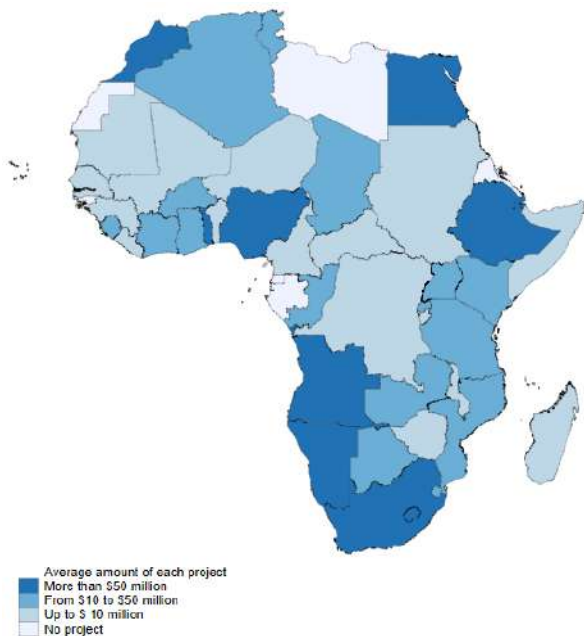 Average amount of each project
More than $50 million
From $10 to $50 million
Up to $ 10 million
No project